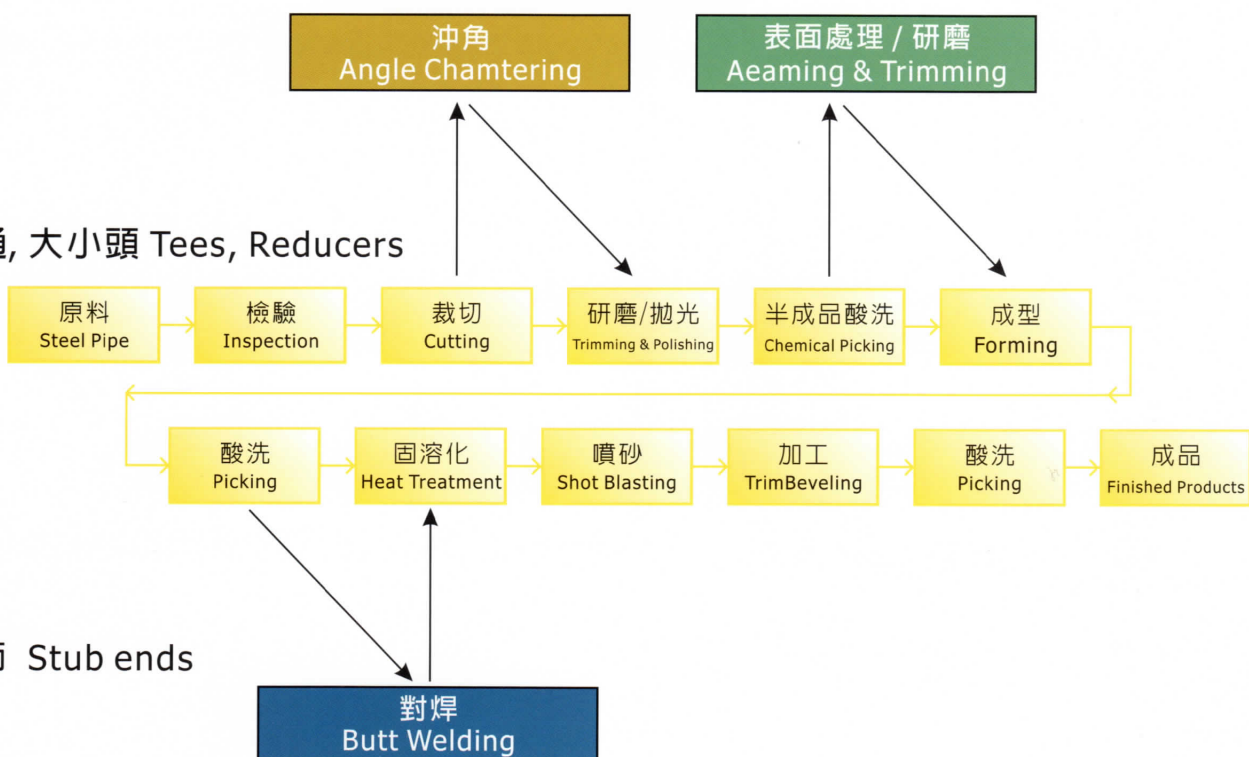 沖角
Angle Chamtering
表面處理 / 研磨
Aeaming & Trimming
, 大小頭 Tees, Reducers
原料
Steel Pipe
檢驗
Inspection
裁切
Cutting
研磨/拋光
Trimming & Polishing
半成品酸洗
Chemical Picking
成型
Forming
酸洗
Picking
固溶化
Heat Treatment
噴砂
Shot Blasting
加工
TrimBeveling
酸洗
Picking
成品
Finished Products
Stub ends
對焊
Butt Welding